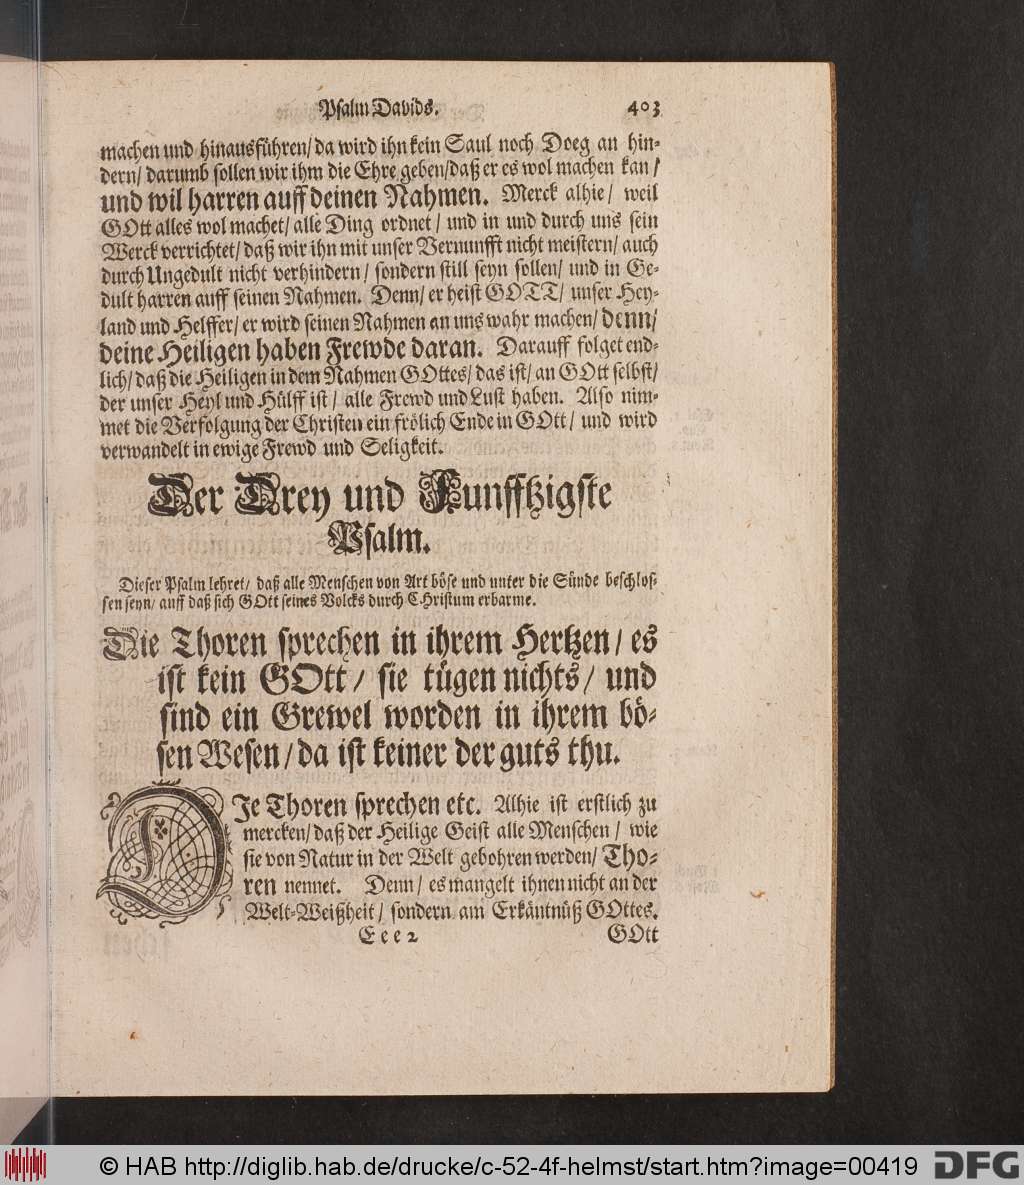 Psalm Davids. 403
machen und hinausführen/ da wird ihn kein Saul noch Doeg an hin-
dern/ darumb sollen wir ihm die Ehre geben/ daß er es wol machen kan/
und wil harren auff deinen Nahmen. Merck alhie/ weil
GOtt alles wol machet/ alle Ding ordnet/ und in und durch uns sein
Werck verrichtet/ daß wir ihn mit unser Vernunfft nicht meistern/ auch
durch Ungedult nicht verhindern/ sondern still seyn sollen/ und in Ge-
dult harren auff seinen Nahmen. Denn/ er heist GOTT/ unser Hey-
land und Helffer/ er wird seinen Nahmen an uns wahr machen/ denn/
deine Heiligen haben Frewde daran. Darauff folget end-
lich/ daß die Heiligen in dem Nahmen GOttes/ das ist/ an GOtt selbst/
der unser Heyl und Hülff ist/ alle Frewd und Lust haben. Also nim-
met die Verfolgung der Christen ein frölich Ende in GOtt/ und wird
verwandelt in ewige Frewd und Seligkeit.
Der Drey und Funfftzigste
Psalm.
Dieser Psalm lehret/ daß alle Menschen von Art böse und unter die Sünde beschlos-
sen seyn/ auff daß sich GOtt seines Volcks durch CHristum erbarme.
Die Thoren sprechen in ihrem Hertzen/ es
ist kein GOtt/ sie tügen nichts/ und
sind ein Grewel worden in ihrem bö-
sen Wesen/ da ist keiner der guts thu.
DJe Thoren sprechen etc. Alhie ist erstlich zu
mercken/ daß der Heilige Geist alle Menschen/ wie
sie von Natur in der Welt gebohren werden/ Tho-
ren nennet. Denn/ es mangelt ihnen nicht an der
Welt-Weißheit/ sondern am Erkäntnüß GOttes.
Eee 2 GOtt
© HAB http://diglib.hab.de/drucke/c-52-4f-helmst/start.htm?image=00419 DFG